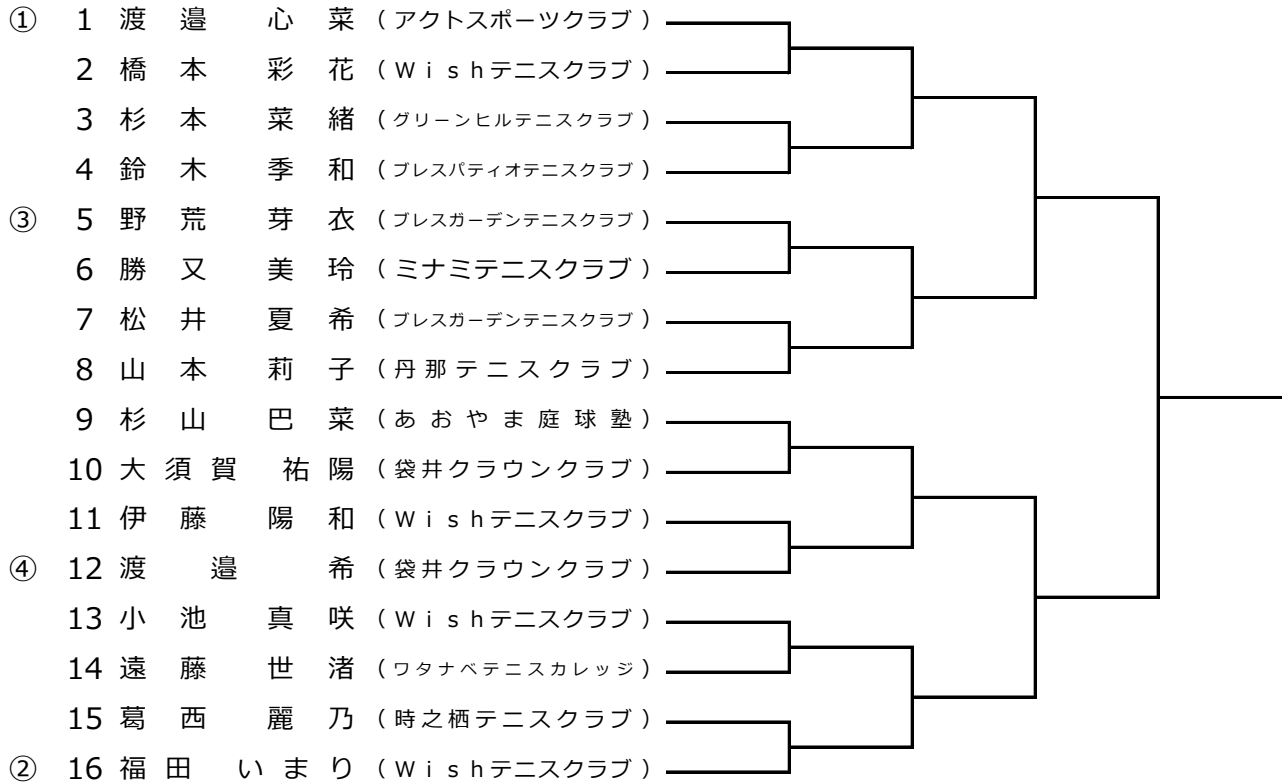 ① 1 渡邉 心菜 (アクトスポーツクラブ)
2 橋本 彩花 (Wishテニスクラブ)
3 杉本 菜緒 (グリーンヒルテニスクラブ)
4 鈴木 季和 (ブレスパティオテニスクラブ)
③ 5 野荒 芽衣 (ブレスガーデンテニスクラブ)
6 勝又 美玲 (ミナミテニスクラブ)
7 松井 夏希 (ブレスガーデンテニスクラブ)
8 山本 莉子 (丹那テニスクラブ)
9 杉山 巴菜 (あおやま庭球塾)
10 大須賀 祐陽 (袋井クラウンクラブ)
11 伊藤 陽和 (Wishテニスクラブ)
④ 12 渡邉 希 (袋井クラウンクラブ)
13 小池 真咲 (Wishテニスクラブ)
14 遠藤 世渚 (ワタナベテニスカレッジ)
15 葛西 麗乃 (時之栖テニスクラブ)
② 16 福田 いまり (Wishテニスクラブ)